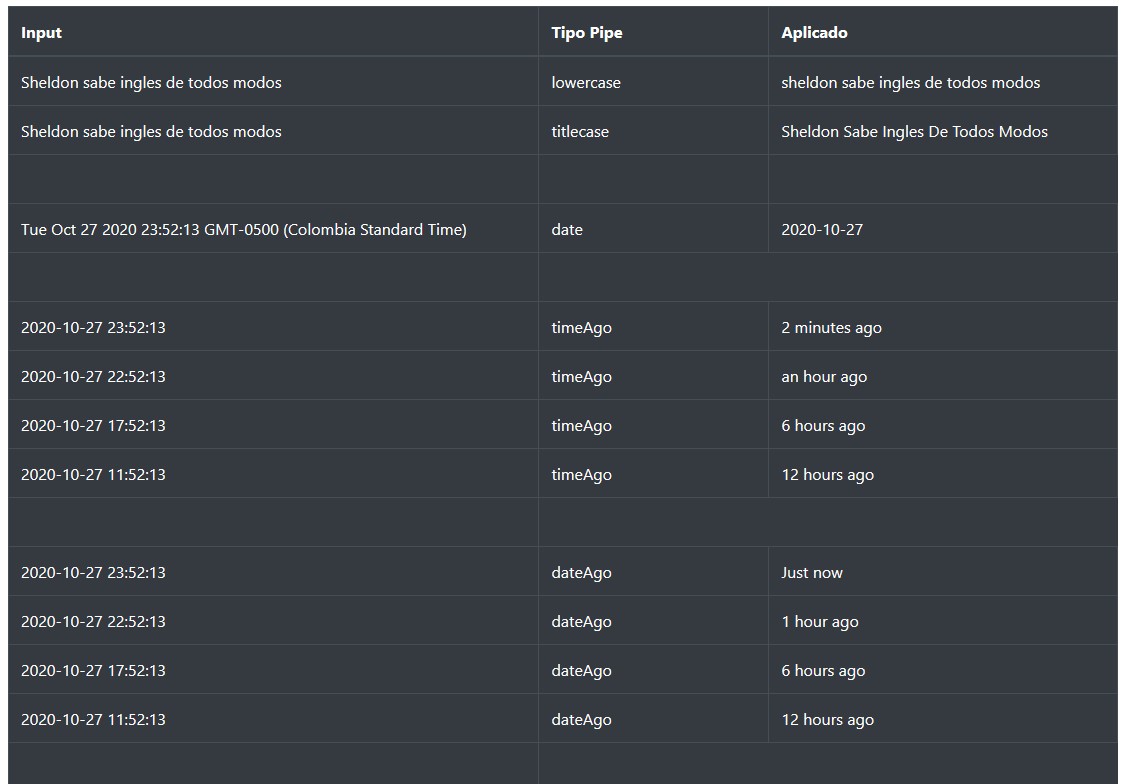 Input Tipo Pipe Aplicado
Sheldon sabe ingles de todos modos lowercase sheldon sabe ingles de todos modos
Sheldon sabe ingles de todos modos titlecase Sheldon Sabe Ingles De Todos Modos
Tue Oct 27 2020 23:52:13 GMT-0500 (Colombia Standard Time) date 2020-10-27
2020-10-27 23:52:13 timeAgo 2 minutes ago
2020-10-27 22:52:13 timeAgo an hour ago
2020-10-27 17:52:13 timeAgo 6 hours ago
2020-10-27 11:52:13 timeAgo 12 hours ago
2020-10-27 23:52:13 dateAgo Just now
2020-10-27 22:52:13 dateAgo 1 hour ago
2020-10-27 17:52:13 dateAgo 6 hours ago
2020-10-27 11:52:13 dateAgo 12 hours ago